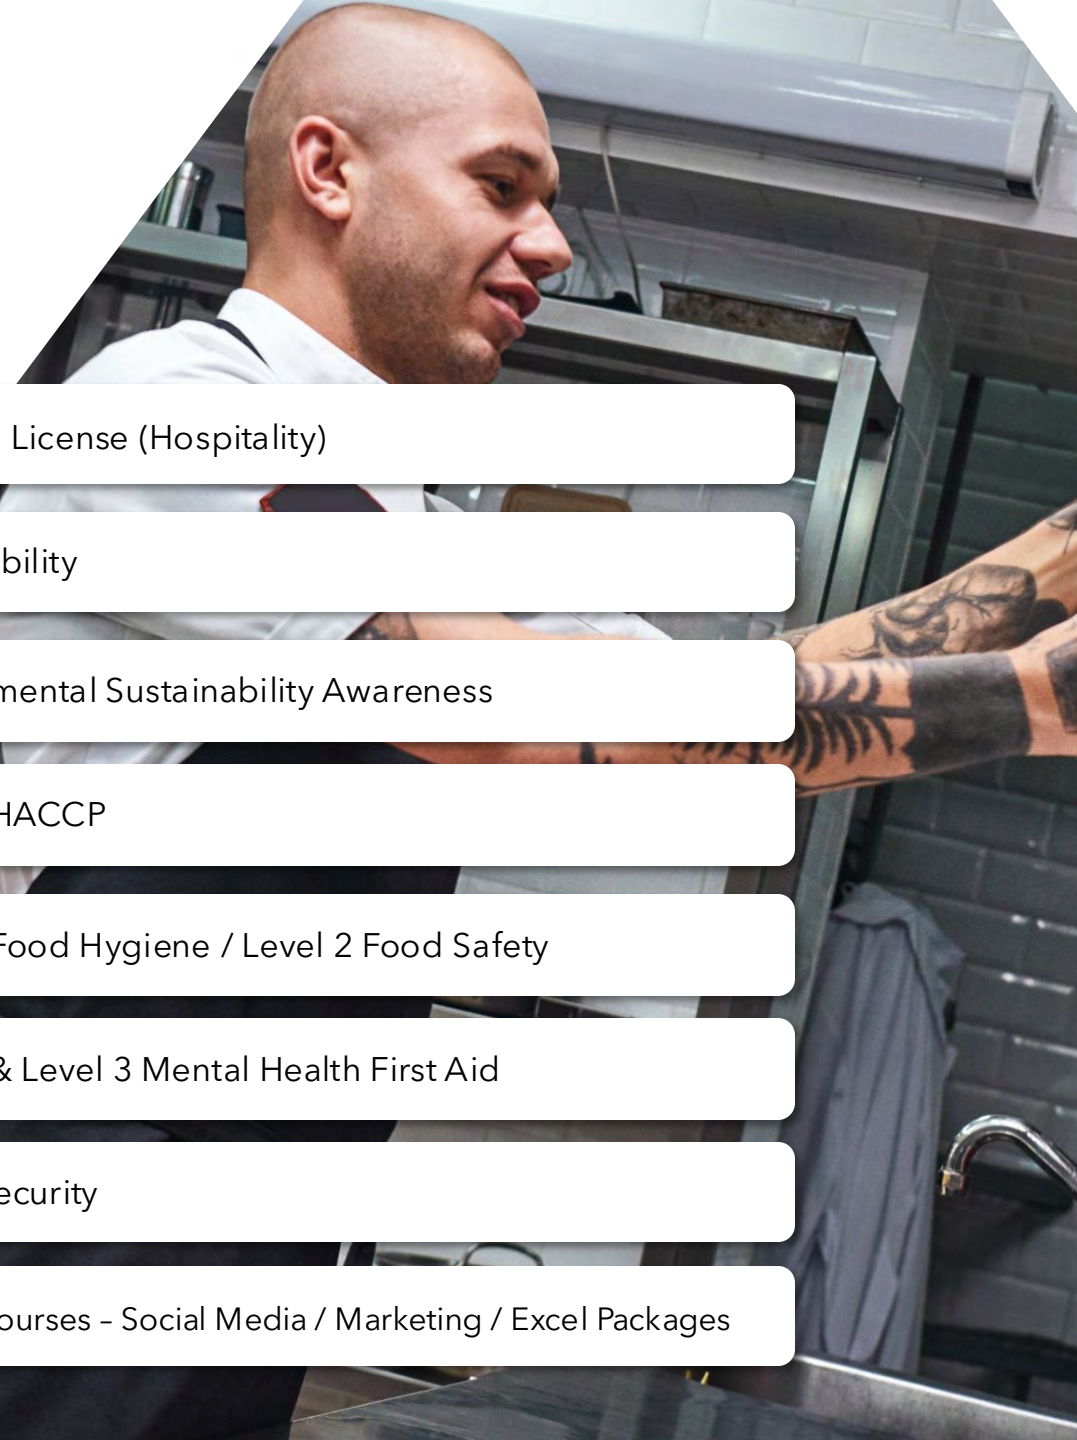 License (Hospitality)
bility
mental Sustainability Awareness
HACCP
Food Hygiene / Level 2 Food Safety
& Level 3 Mental Health First Aid
ecurity
ourses – Social Media / Marketing / Excel Packages